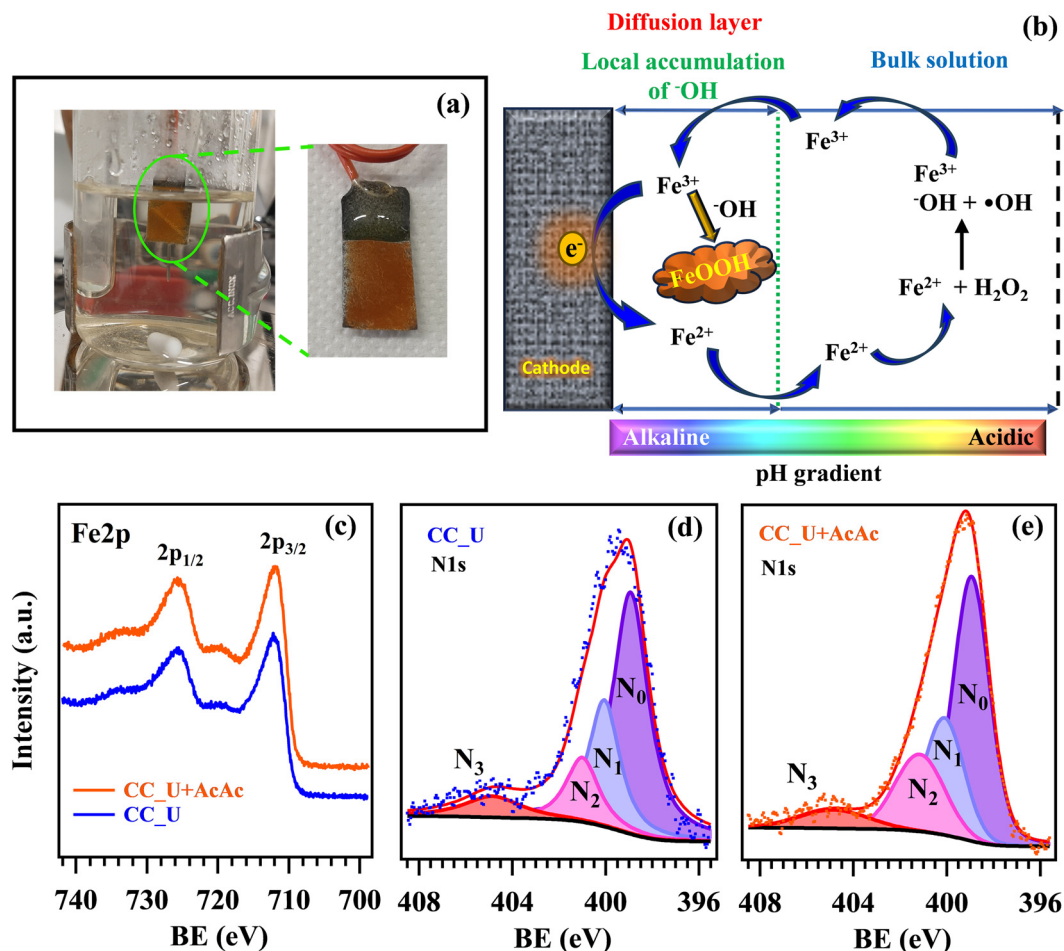 (a)
(b)
Diffusion layer
Local accumulation
of ⁻OH
Bulk solution
Fe³⁺
Fe³⁺
Fe³⁺
⁻OH
⁻OH + •OH
e⁻
FeOOH
Fe²⁺ + H₂O₂
Fe²⁺
Fe²⁺
Cathode
Alkaline
Acidic
pH gradient
(c)
Fe2p
2p₁/₂
2p₃/₂
CC_U+AcAc
CC_U
Intensity (a.u.)
740 730 720 710 700
BE (eV)
(d)
CC_U
N1s
N₀
N₁
N₂
N₃
408 404 400 396
BE (eV)
(e)
CC_U+AcAc
N1s
N₀
N₁
N₂
N₃
408 404 400 396
BE (eV)